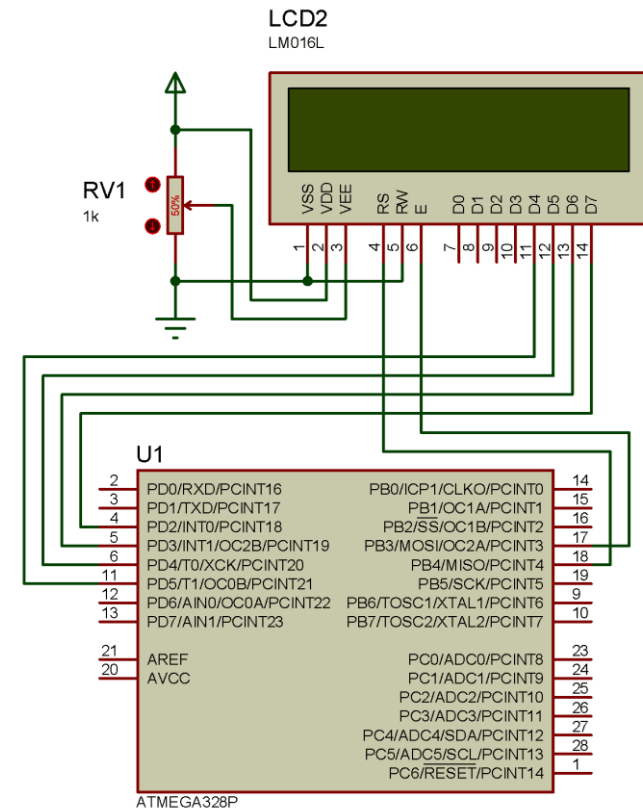 LCD2
LM016L
RV1
1k
50%
VSS
VDD
VEE
RS
RW
E
D0
D1
D2
D3
D4
D5
D6
D7
1
2
3
4
5
6
7
8
9
10
11
12
13
14
U1
2 PD0/RXD/PCINT16 PB0/ICP1/CLKO/PCINT0 14
3 PD1/TXD/PCINT17 PB1/OC1A/PCINT1 15
4 PD2/INT0/PCINT18 PB2/SS/OC1B/PCINT2 16
5 PD3/INT1/OC2B/PCINT19 PB3/MOSI/OC2A/PCINT3 17
6 PD4/T0/XCK/PCINT20 PB4/MISO/PCINT4 18
11 PD5/T1/OC0B/PCINT21 PB5/SCK/PCINT5 19
12 PD6/AIN0/OC0A/PCINT22 PB6/TOSC1/XTAL1/PCINT6 9
13 PD7/AIN1/PCINT23 PB7/TOSC2/XTAL2/PCINT7 10
21 AREF PC0/ADC0/PCINT8 23
20 AVCC PC1/ADC1/PCINT9 24
PC2/ADC2/PCINT10 25
PC3/ADC3/PCINT11 26
PC4/ADC4/SDA/PCINT12 27
PC5/ADC5/SCL/PCINT13 28
PC6/RESET/PCINT14 1
ATMEGA328P